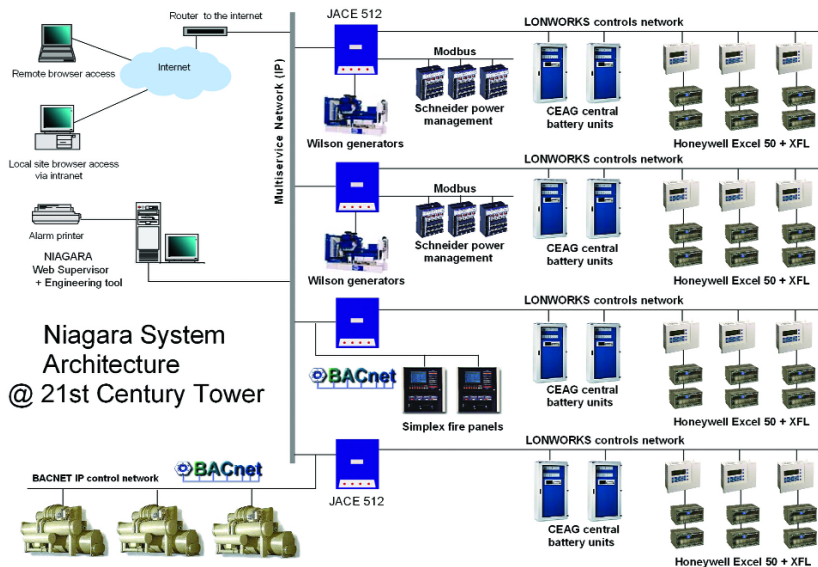 Router to the internet
Remote browser access
Internet
Local site browser access
via intranet
Alarm printer
NIAGARA
Web Supervisor
+ Engineering tool
Multiservice Network (IP)
Niagara System
Architecture
@ 21st Century Tower
JACE 512
LONWORKS controls network
Modbus
Schneider power
management
Wilson generators
CEAG central
battery units
Honeywell Excel 50 + XFL
LONWORKS controls network
Modbus
Schneider power
management
Wilson generators
CEAG central
battery units
Honeywell Excel 50 + XFL
LONWORKS controls network
BACnet
Simplex fire panels
CEAG central
battery units
Honeywell Excel 50 + XFL
LONWORKS controls network
BACNET IP control network
BACnet
JACE 512
CEAG central
battery units
Honeywell Excel 50 + XFL